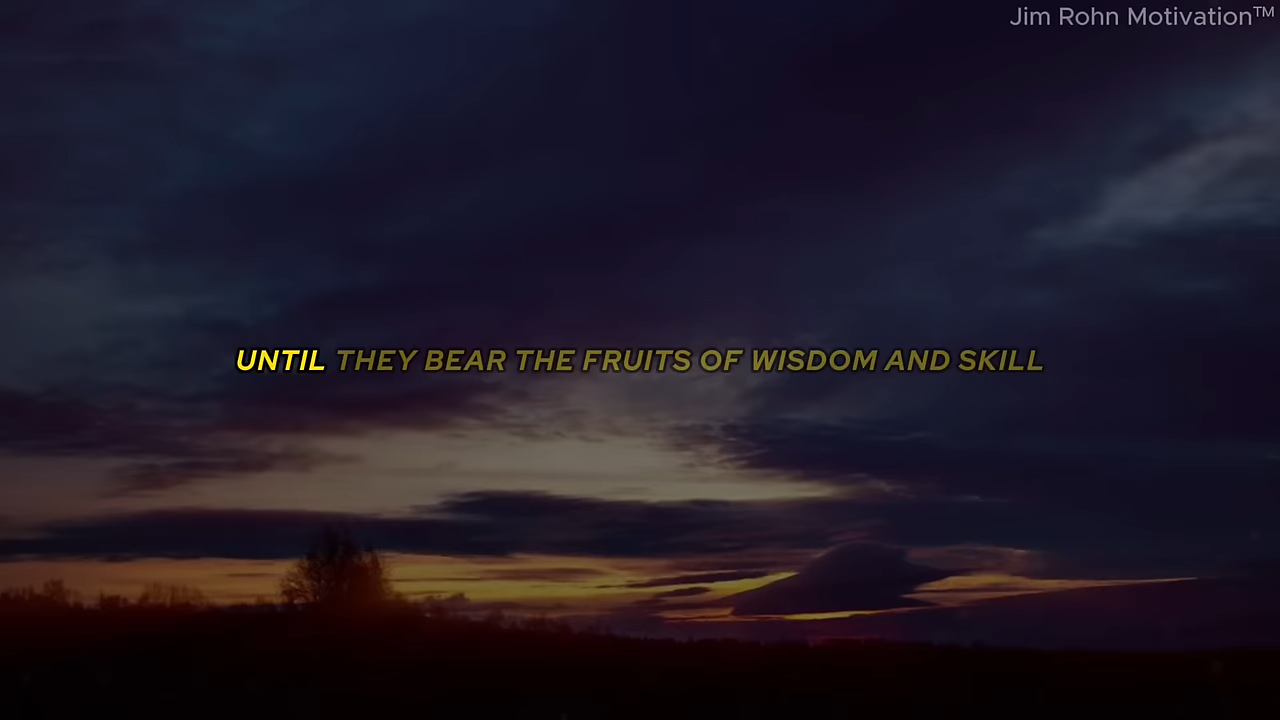 Jim Rohn Motivation™
UNTIL THEY BEAR THE FRUITS OF WISDOM AND SKILL